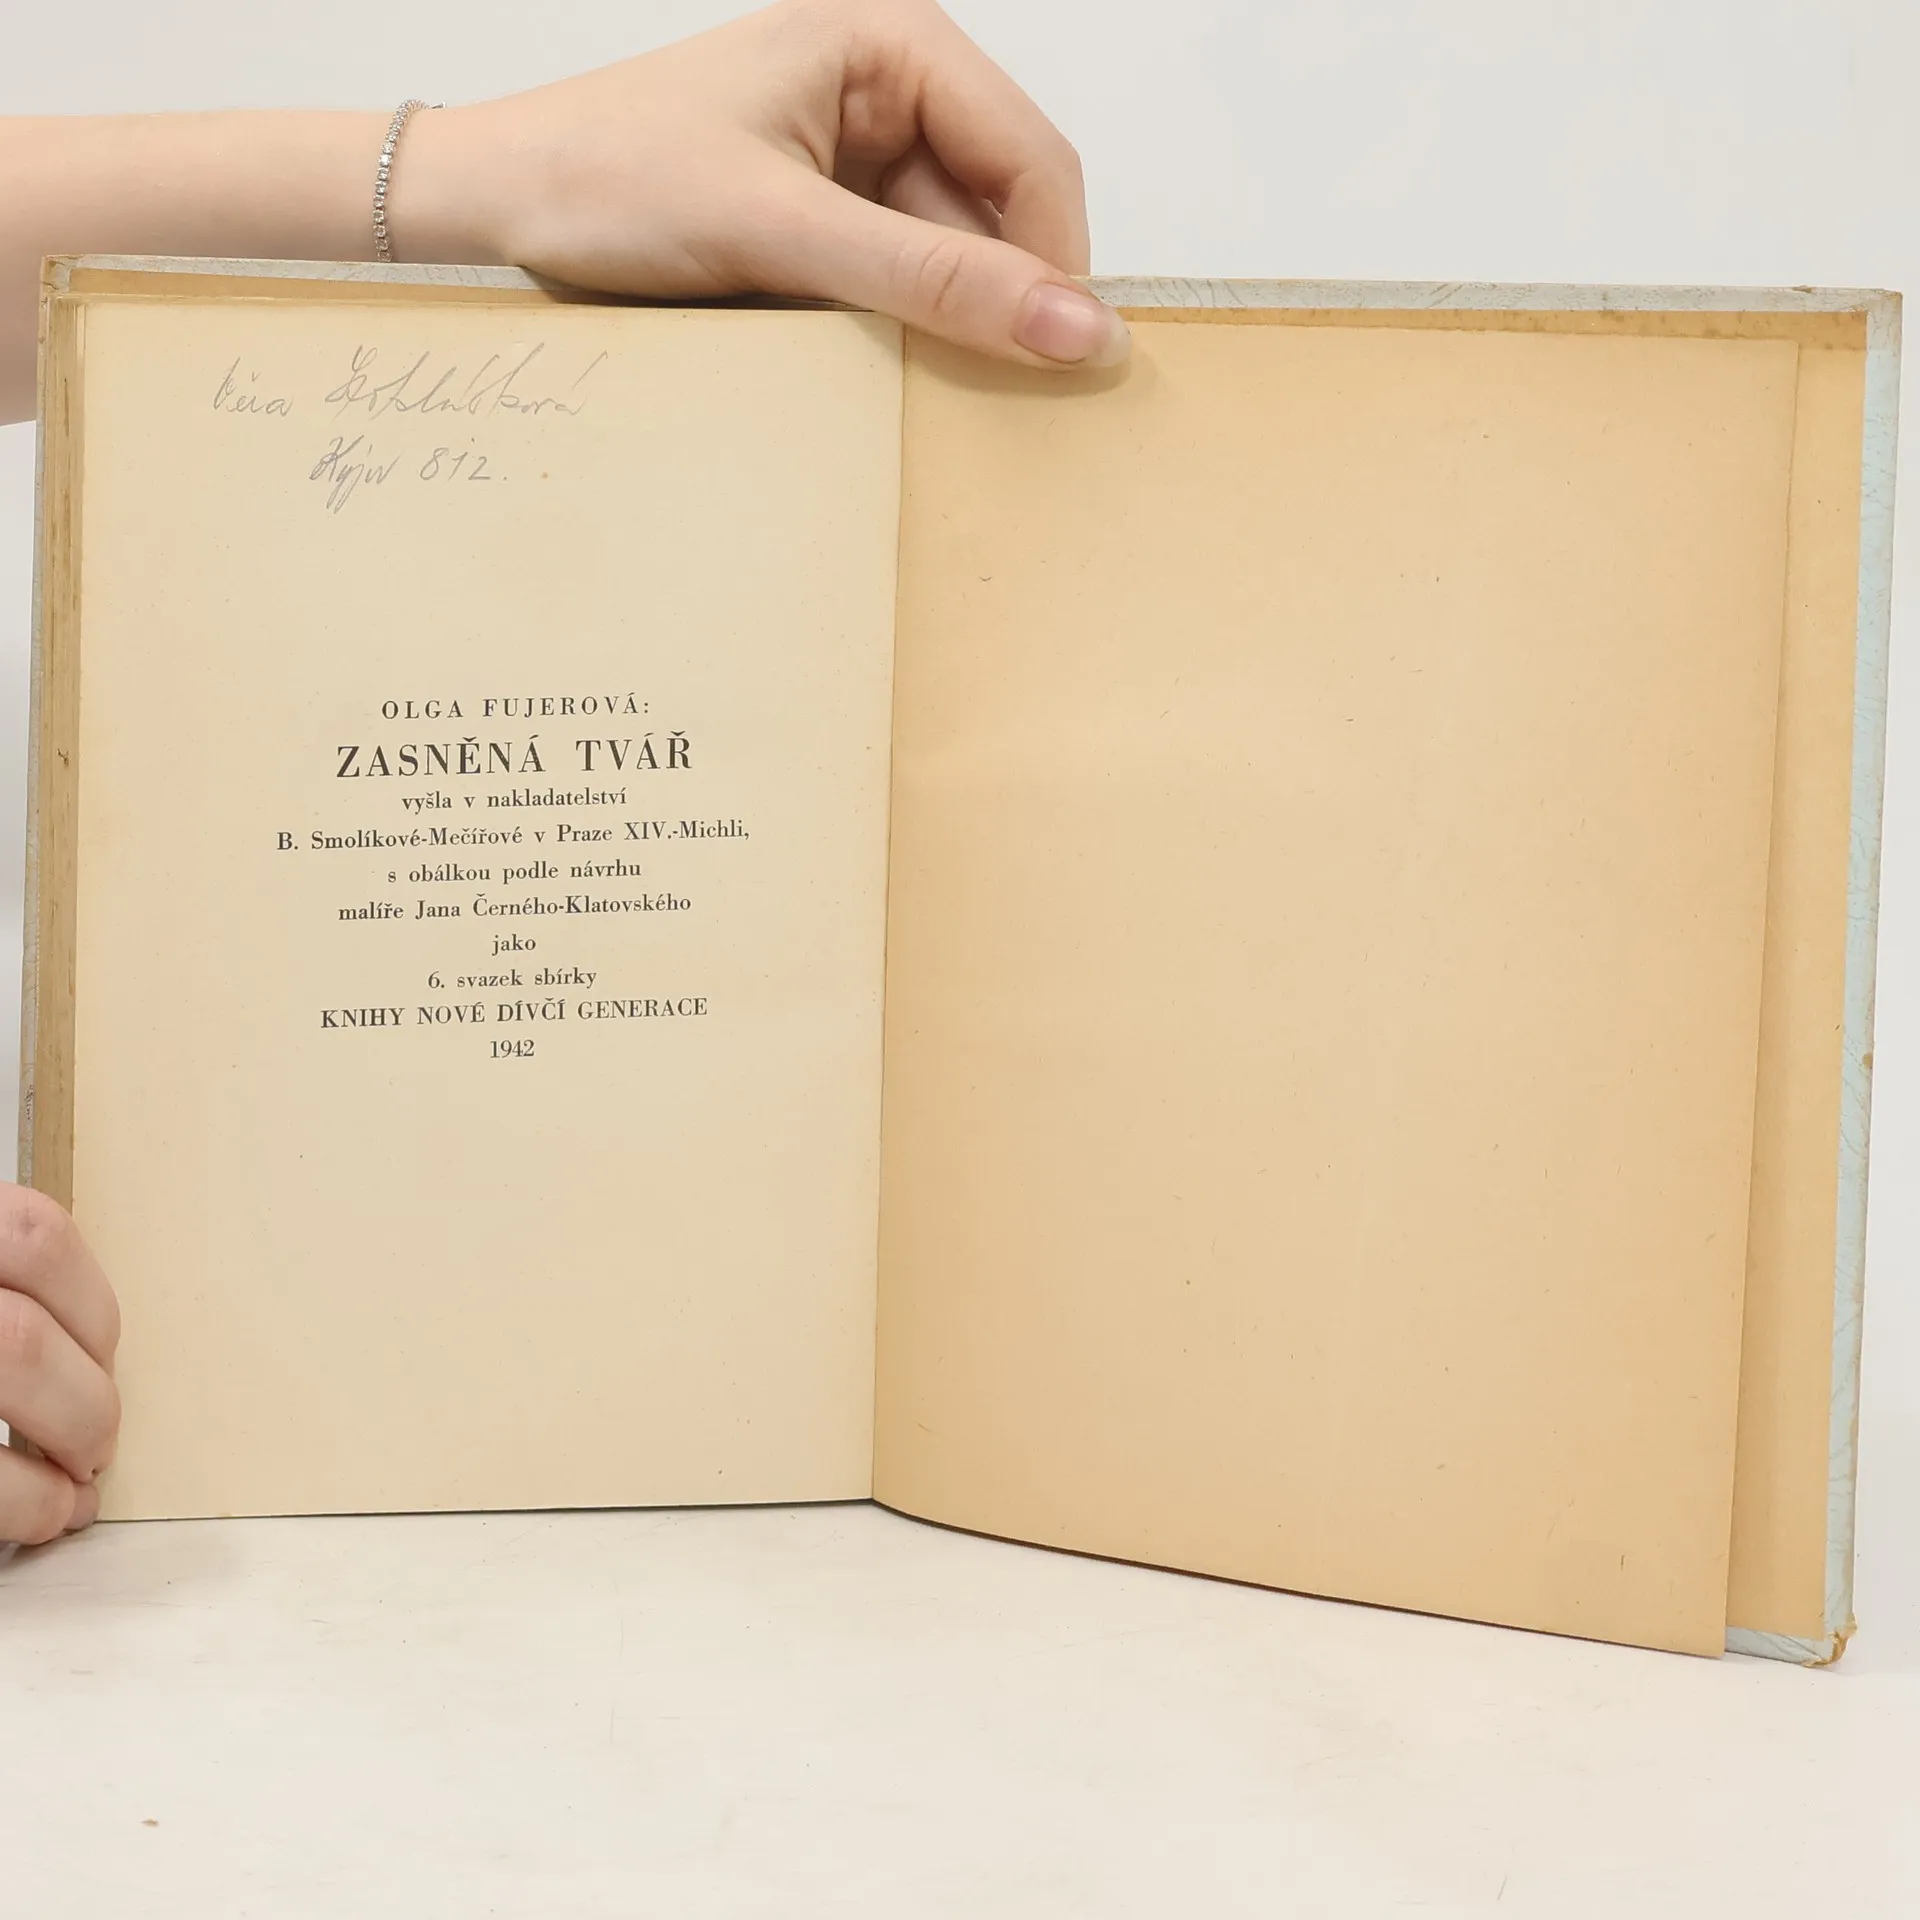 Věra
Kyjov 812.
OLGA FUJEROVÁ:
ZASNĚNÁ TVÁŘ
vyšla v nakladatelství
B. Smolíkové-Mečířové v Praze XIV.-Michli,
s obálkou podle návrhu
malíře Jana Černého-Klatovského
jako
6. svazek sbírky
KNIHY NOVÉ DÍVČÍ GENERACE
1942